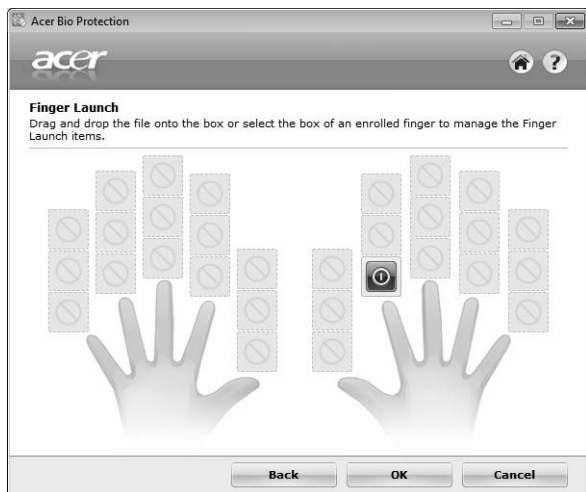 Acer Bio Protection
acer
?
Finger Launch
Drag and drop the file onto the box or select the box of an enrolled finger to manage the Finger
Launch items.
Back OK Cancel